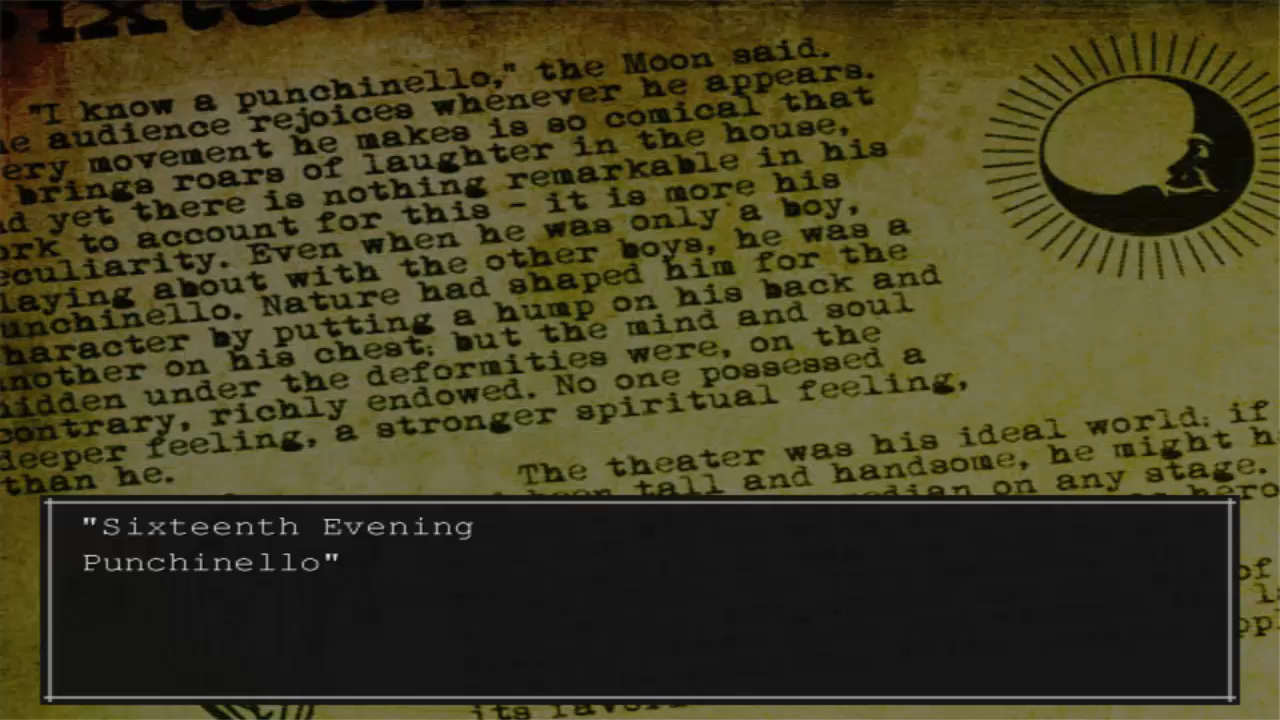 Sixteen
"I know a punchinello," the Moon said.
audience rejoices whenever he appears.
movement he makes is so comical that
brings roars of laughter in the house,
yet there is nothing remarkable in his
to account for this - it is more his
Even when he was only a boy,
about with the other boys, he was a
Nature had shaped him for the
by putting a hump on his back and
on his chest; but the mind and soul
under the deformities were, on the
contrary, richly endowed. No one possessed a
deeper feeling, a stronger spiritual feeling,
than he.
The theater was his ideal world; if
been tall and handsome, he might
on any stage.
hero
of
its
"Sixteenth Evening
Punchinello"